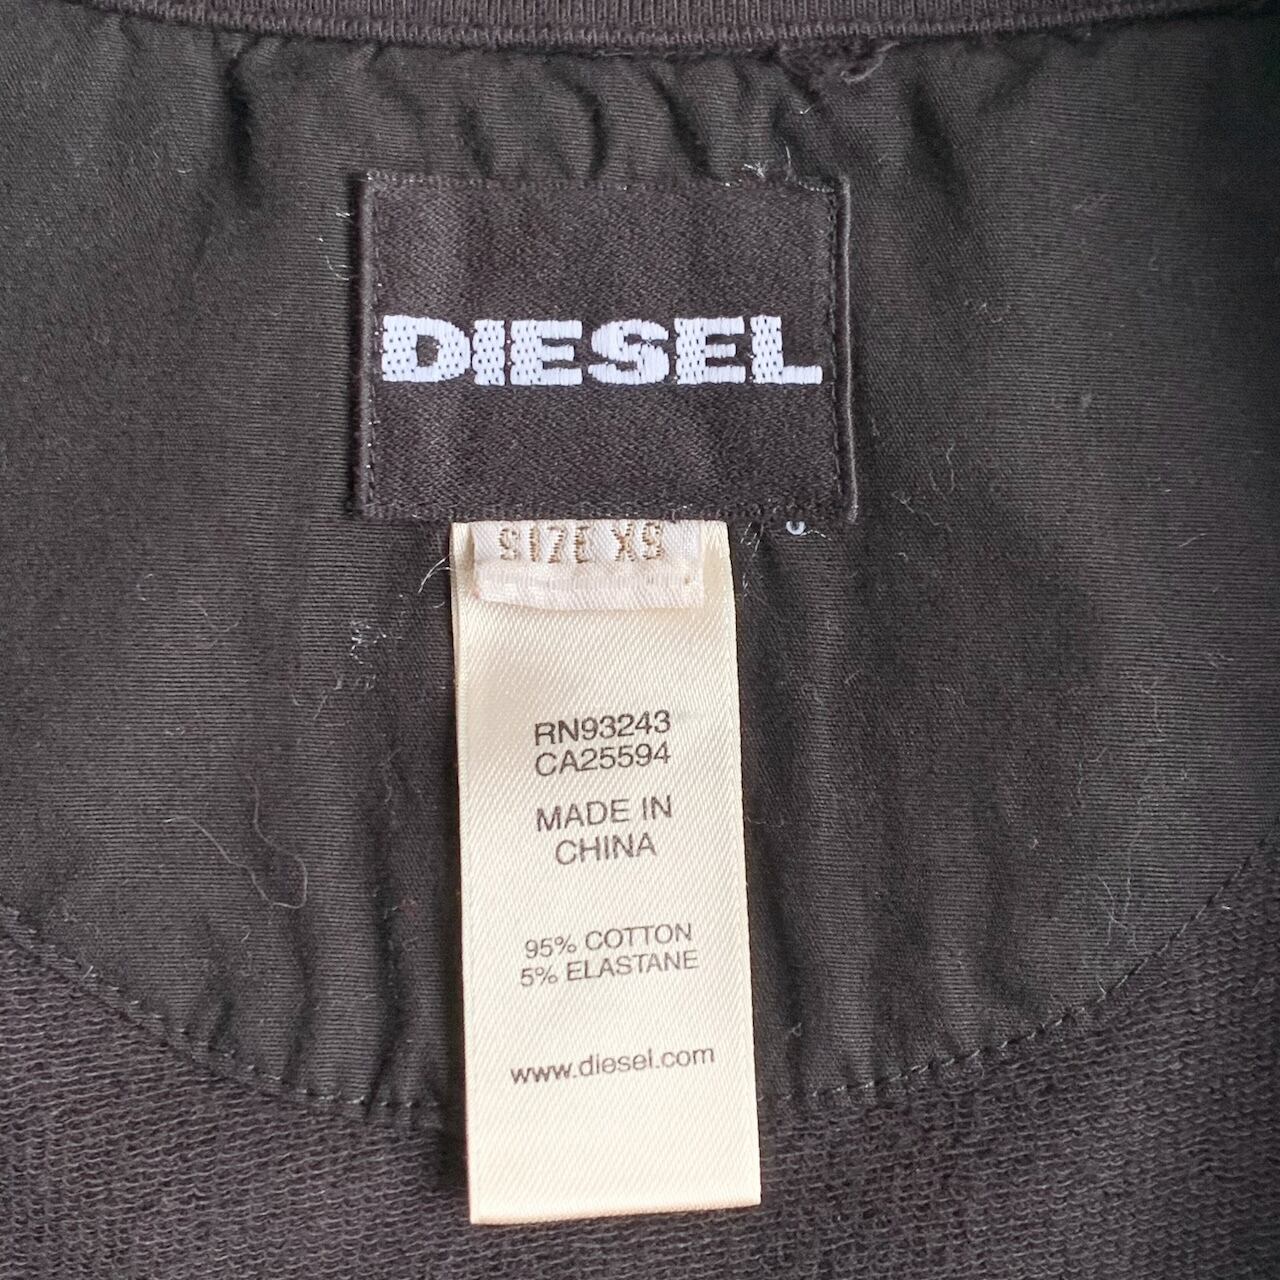 DIESEL
SIZE XS
RN93243
CA25594
MADE IN
CHINA
95% COTTON
5% ELASTANE
www.diesel.com